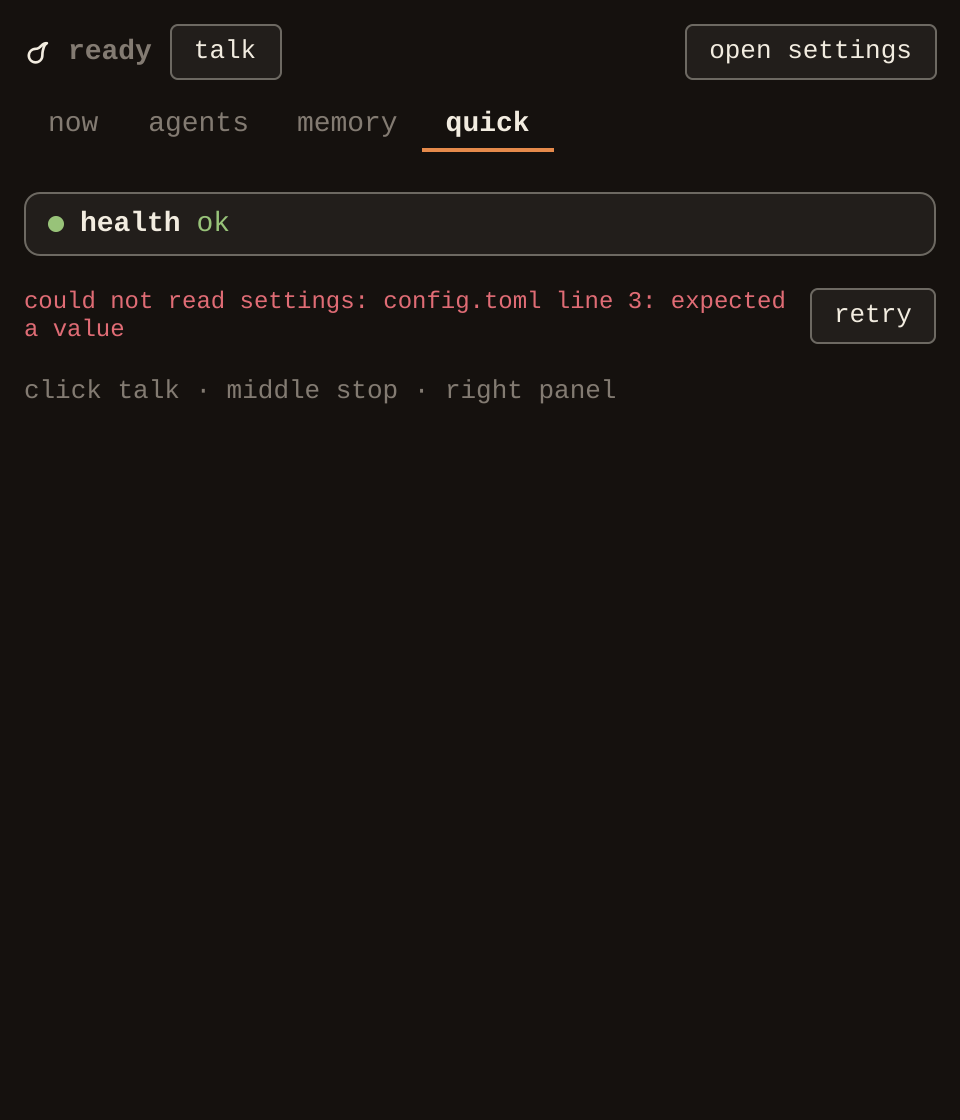 ready talk open settings
now agents memory quick
health ok
could not read settings: config.toml line 3: expected
a value
retry
click talk · middle stop · right panel